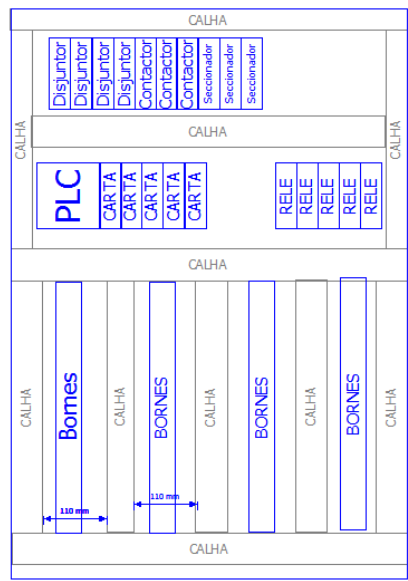 CALHA
Disjuntor
Disjuntor
Disjuntor
Disjuntor
Contactor
Contactor
Contactor
Seccionador
Seccionador
Seccionador
CALHA
CALHA
CALHA
PLC
CARTA
CARTA
CARTA
CARTA
CARTA
RELE
RELE
RELE
RELE
RELE
CALHA
CALHA
Bornes
CALHA
BORNES
CALHA
BORNES
CALHA
BORNES
CALHA
110 mm
110 mm
CALHA